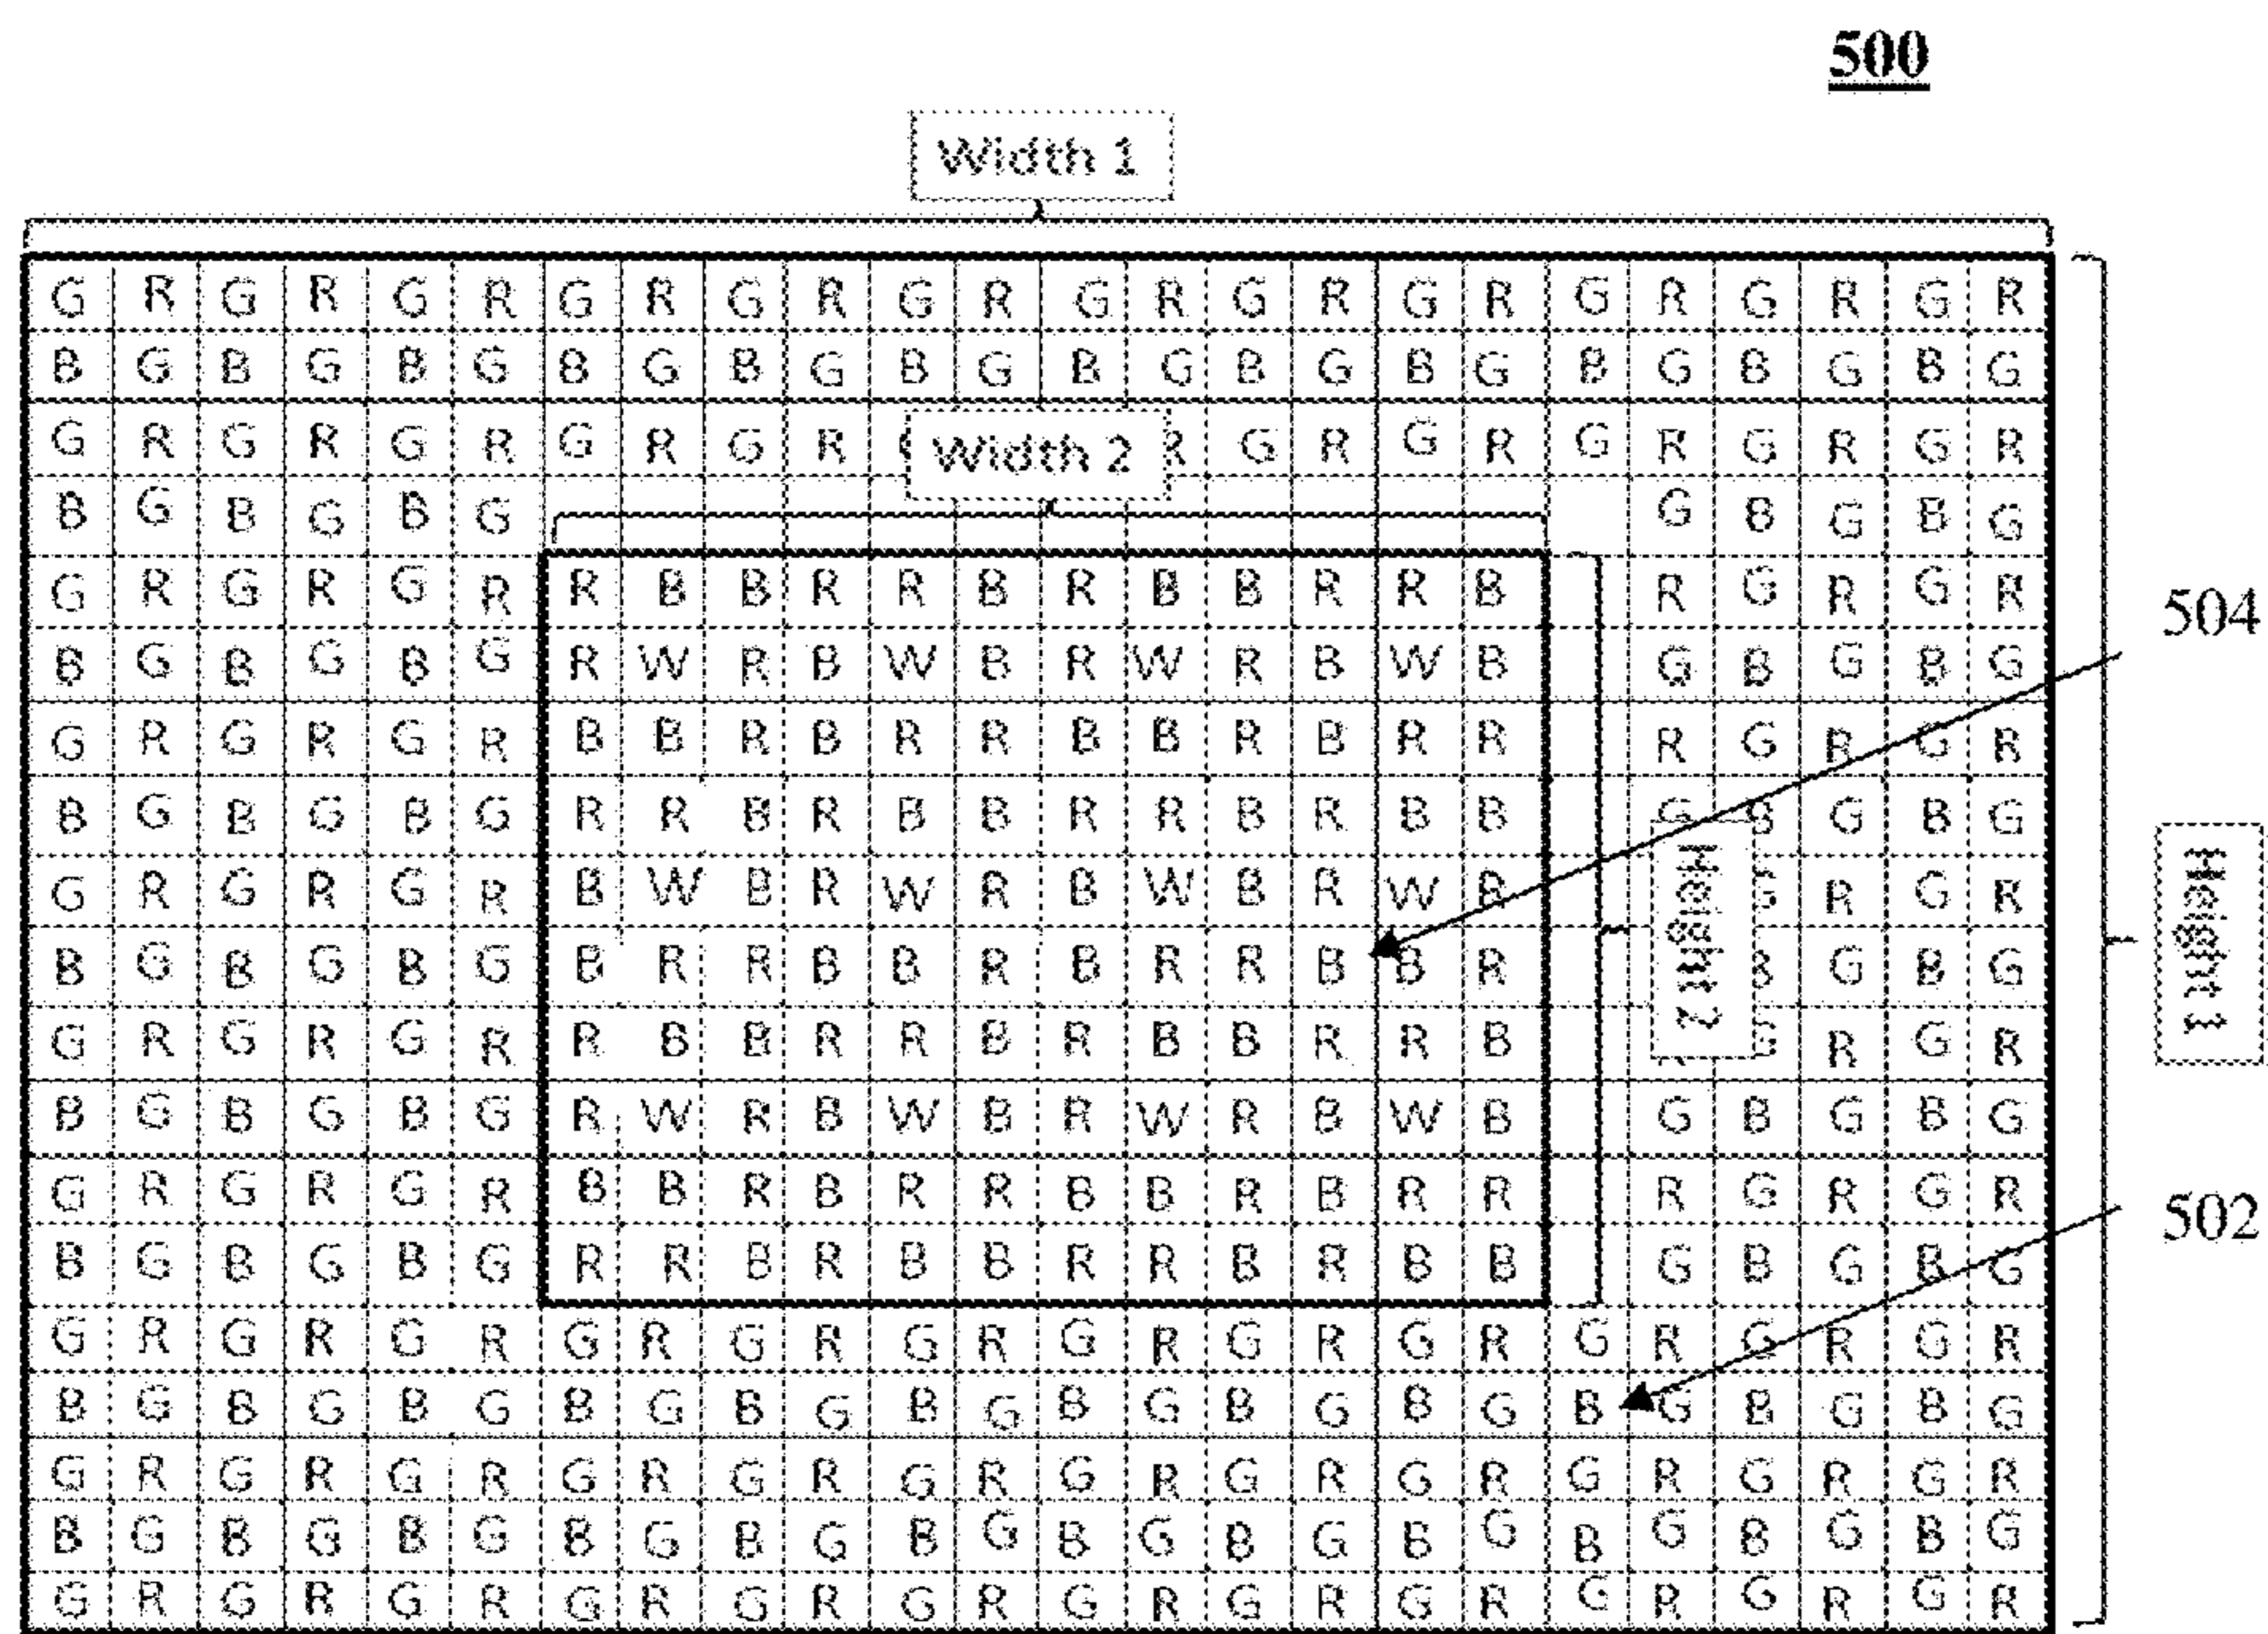 500
Width 1
G R G R G R G R G R G R G R G R G R G R G R G R
B G B G B G B G B G B G B G B G B G B G B G B G
G R G R G R G R G R Width 2 R G R G R G R G R G R
B G B G B G G B G B G
G R G R G R R B B R R B R B B R R B R G R G R
504
B G B G B G R W R B W B R W R B W B G B G B G
G R G R G R B B R B R R B B R B R R R G R G R
B G B G B G R R B R B B R R B R B B G B G B G
G R G R G R B W B R W R B W B R W R R G R
Height 2
Height 1
B G B G B G B R R B B R B R R B B R G B G
G R G R G R R B B R R B R B B R R B G R G R
B G B G B G R W R B W B R W R B W B G B G B G
G R G R G R B B R B R R B B R B R R R G R G R
502
B G B G B G R R B R B B R R B R B B G B G B G
G R G R G R G R G R G R G R G R G R G R G R G R
B G B G B G B G B G B G B G B G B G B G B G B G
G R G R G R G R G R G R G R G R G R G R G R G R
B G B G B G B G B G B G B G B G B G B G B G B G
G R G R G R G R G R G R G R G R G R G R G R G R